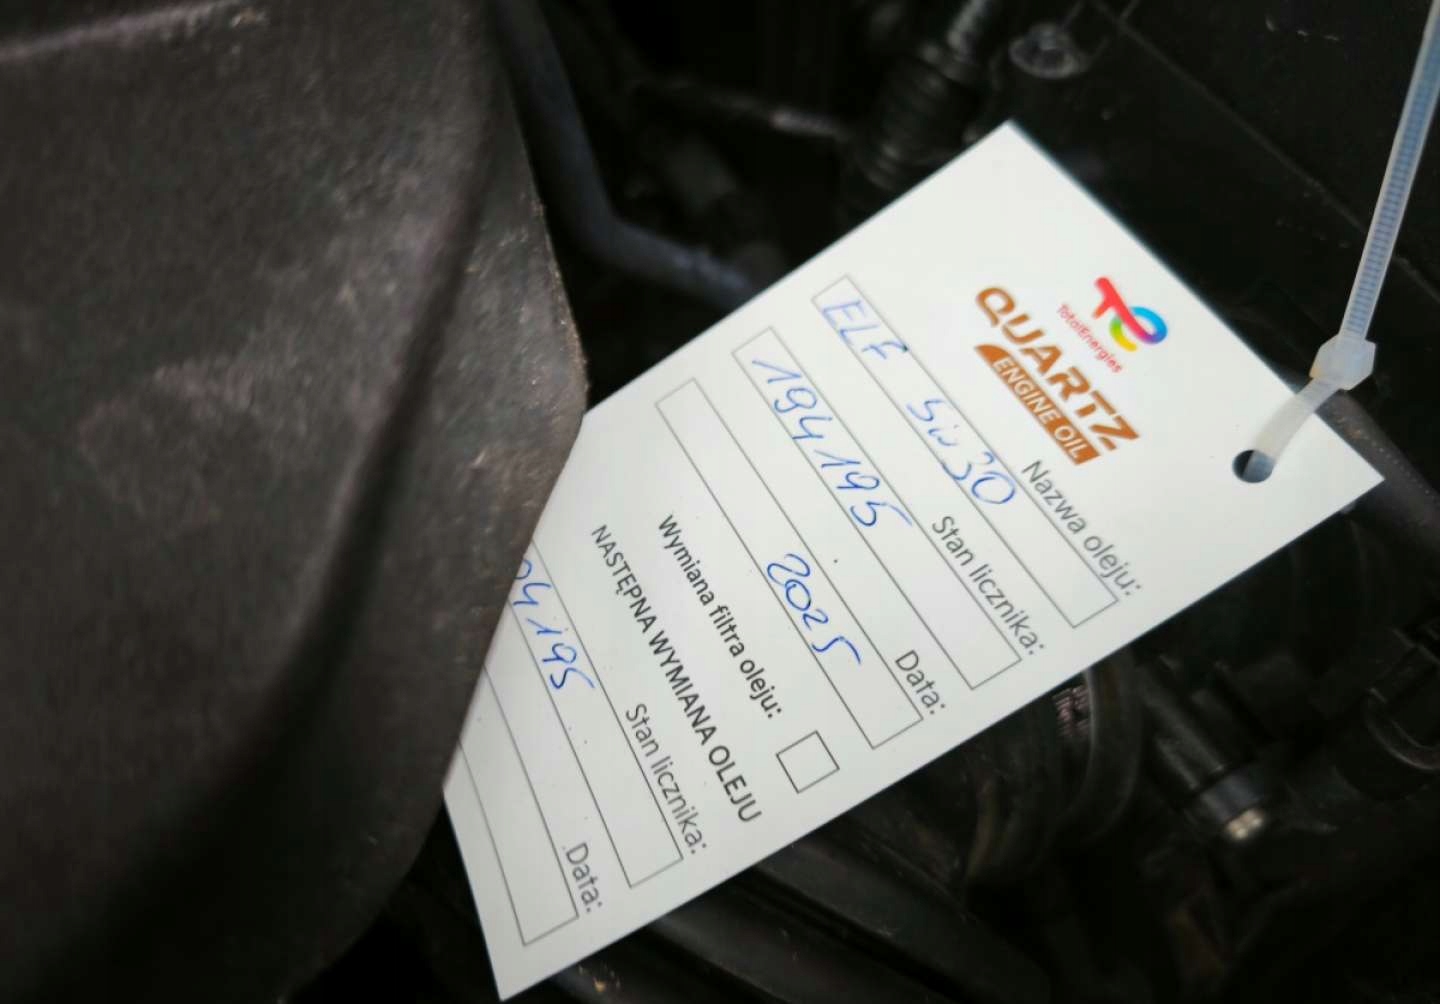 TotalEnergies
QUARTZ
ENGINE OIL
Nazwa oleju:
ELF 5w30
Stan licznika:
194195
Data:
2025
Wymiana filtra oleju:
NASTĘPNA WYMIANA OLEJU
Stan licznika:
04195
Data: